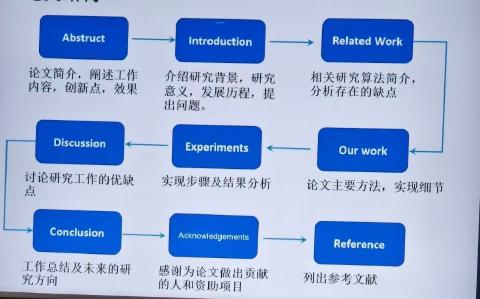 Abstruct
Introduction
Related Work
论文简介，阐述工作
内容，创新点，效果
介绍研究背景，研究
意义，发展历程，提
出问题。
相关研究算法简介，
分析存在的缺点
Discussion
Experiments
Our work
讨论研究工作的优缺
点
实现步骤及结果分析
论文主要方法，实现细节
Conclusion
Acknowledgements
Reference
工作总结及未来的研
究方向
感谢为论文做出贡献
的人和资助项目
列出参考文献